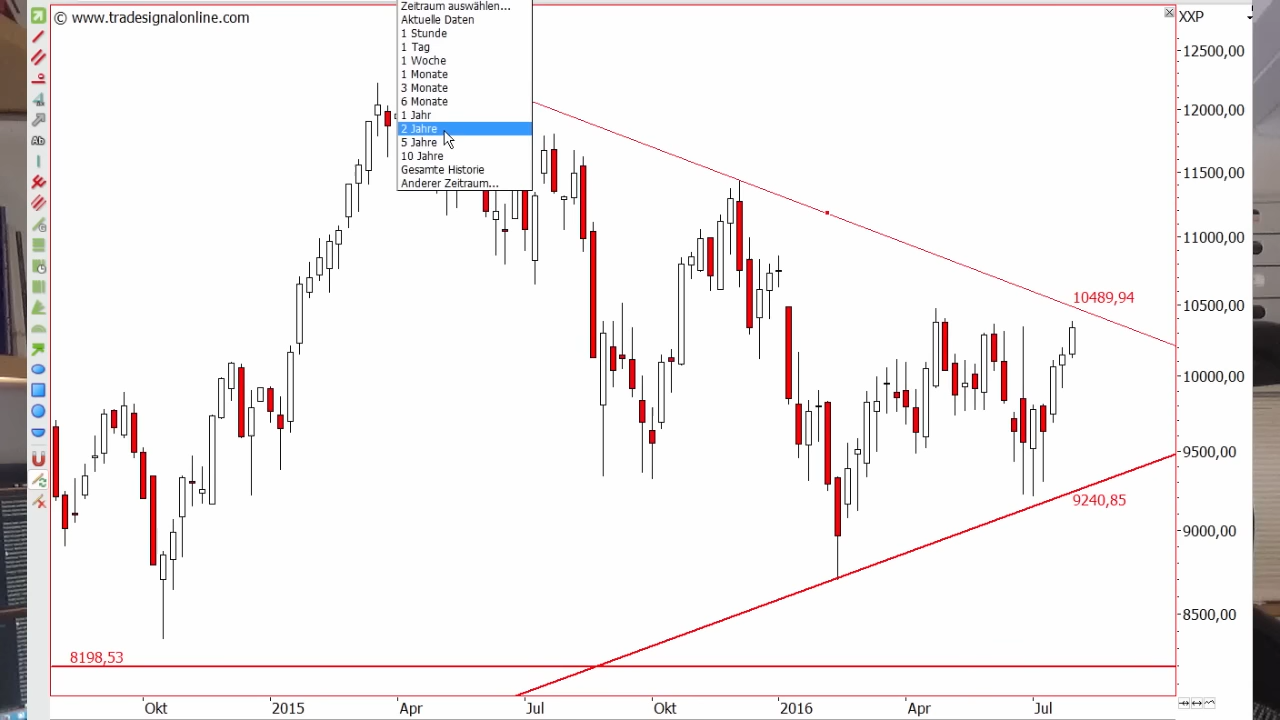 © www.tradesignalonline.com
Zeitraum auswählen...
Aktuelle Daten
1 Stunde
1 Tag
1 Woche
1 Monate
3 Monate
6 Monate
1 Jahr
2 Jahre
5 Jahre
10 Jahre
Gesamte Historie
Anderer Zeitraum...
XXP
12500,00
12000,00
11500,00
11000,00
10500,00
10000,00
9500,00
9000,00
8500,00
10489,94
9240,85
8198,53
Ab
Okt 2015 Apr Jul Okt 2016 Apr Jul